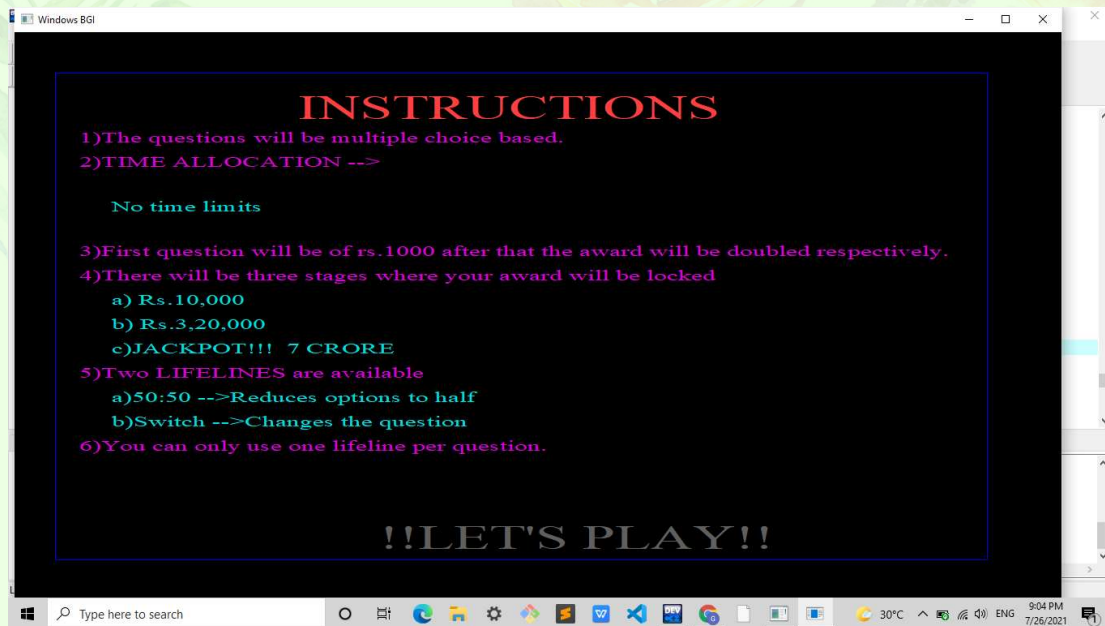 Windows BGI
INSTRUCTIONS
1)The questions will be multiple choice based.
2)TIME ALLOCATION -->
No time limits
3)First question will be of rs.1000 after that the award will be doubled respectively.
4)There will be three stages where your award will be locked
a) Rs.10,000
b) Rs.3,20,000
c)JACKPOT!!! 7 CRORE
5)Two LIFELINES are available
a)50:50 -->Reduces options to half
b)Switch -->Changes the question
6)You can only use one lifeline per question.
!!LET'S PLAY!!
Type here to search
30°C ENG 9:04 PM
7/26/2021